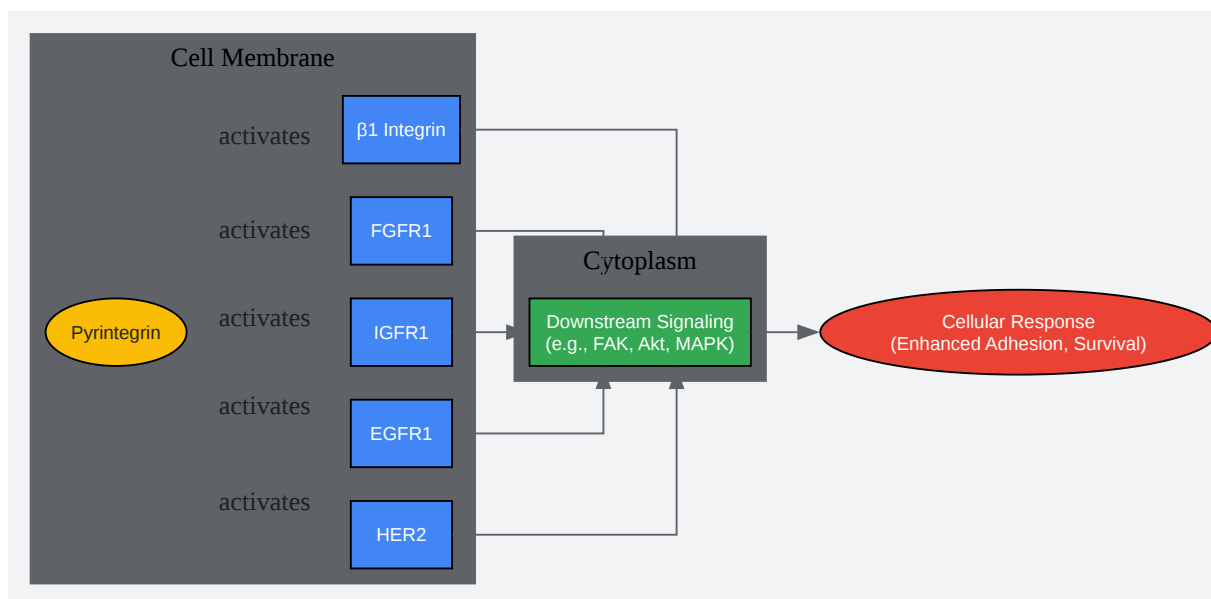 Cell Membrane
activates
β1 Integrin
activates
FGFR1
Cytoplasm
Pyrintegrin
activates
IGFR1
Downstream Signaling
(e.g., FAK, Akt, MAPK)
Cellular Response
(Enhanced Adhesion, Survival)
activates
EGFR1
activates
HER2